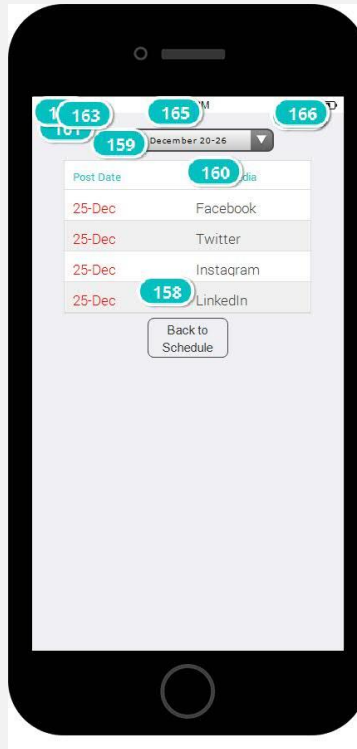 163 165 M 166
159 December 20-26
Post Date 160 dia
25-Dec Facebook
25-Dec Twitter
25-Dec Instagram
25-Dec 158 LinkedIn
Back to
Schedule